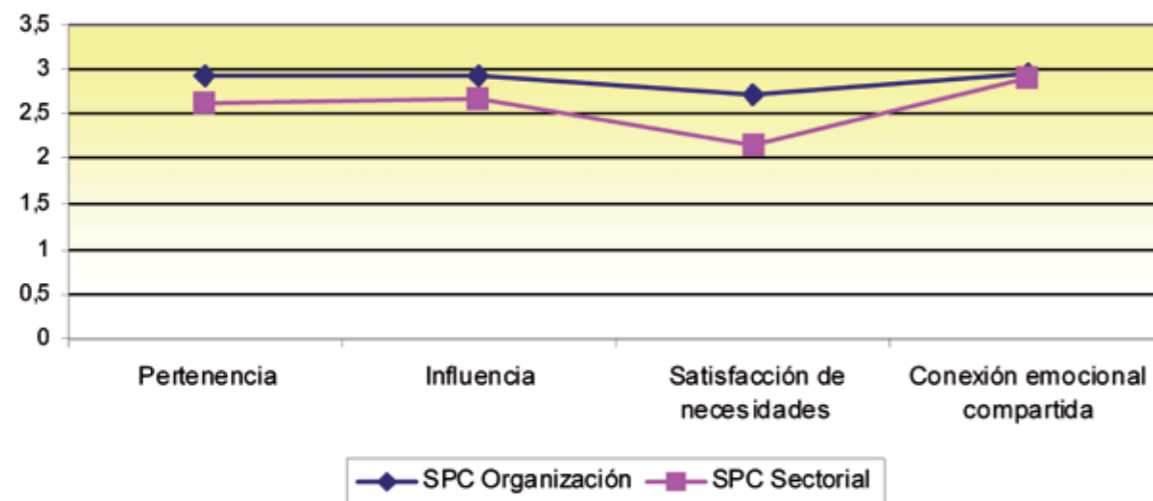 3,5
3
2,5
2
1,5
1
0,5
0
Pertenencia
Influencia
Satisfacción de
necesidades
Conexión emocional
compartida
SPC Organización
SPC Sectorial